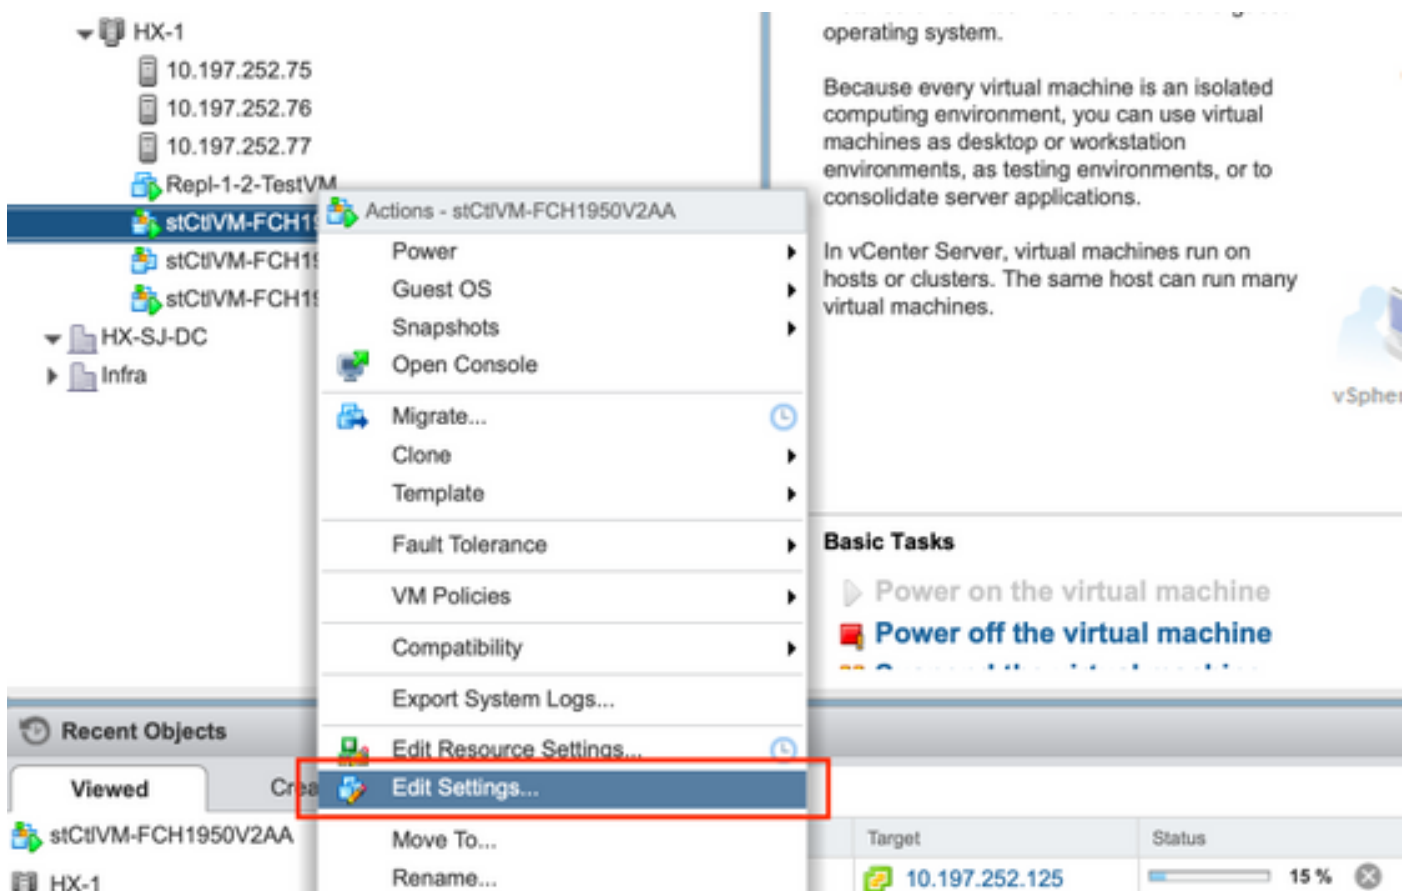 HX-1
10.197.252.75
10.197.252.76
10.197.252.77
Repl-1-2-TestVM
stCtlVM-FCH19
stCtlVM-FCH19
stCtlVM-FCH19
HX-SJ-DC
Infra
Actions - stCtlVM-FCH1950V2AA
Power
Guest OS
Snapshots
Open Console
Migrate...
Clone
Template
Fault Tolerance
VM Policies
Compatibility
Export System Logs...
Edit Resource Settings...
Edit Settings...
Move To...
Rename...
operating system.
Because every virtual machine is an isolated
computing environment, you can use virtual
machines as desktop or workstation
environments, as testing environments, or to
consolidate server applications.
In vCenter Server, virtual machines run on
hosts or clusters. The same host can run many
virtual machines.
vSpher
Basic Tasks
Power on the virtual machine
Power off the virtual machine
Recent Objects
Viewed
Crea
stCtlVM-FCH1950V2AA
HX-1
Target
Status
10.197.252.125
15 %